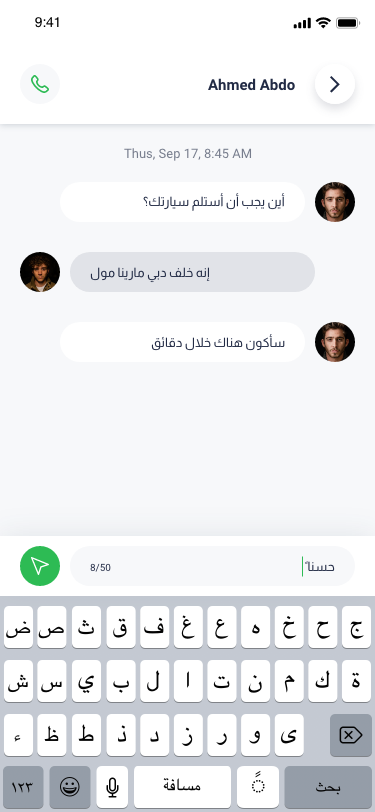 9:41
Ahmed Abdo
Thus, Sep 17, 8:45 AM
أين يجب أن أستلم سيارتك؟
إنه خلف دبي مارينا مول
سأكون هناك خلال دقائق
حسناً
8/50
ض ص ث ق ف غ ع ه خ ح ج
ش س ي ب ل ا ت ن م ك ة
ء ظ ط ذ د ز ر و ى
١٢٣ مسافة بحث